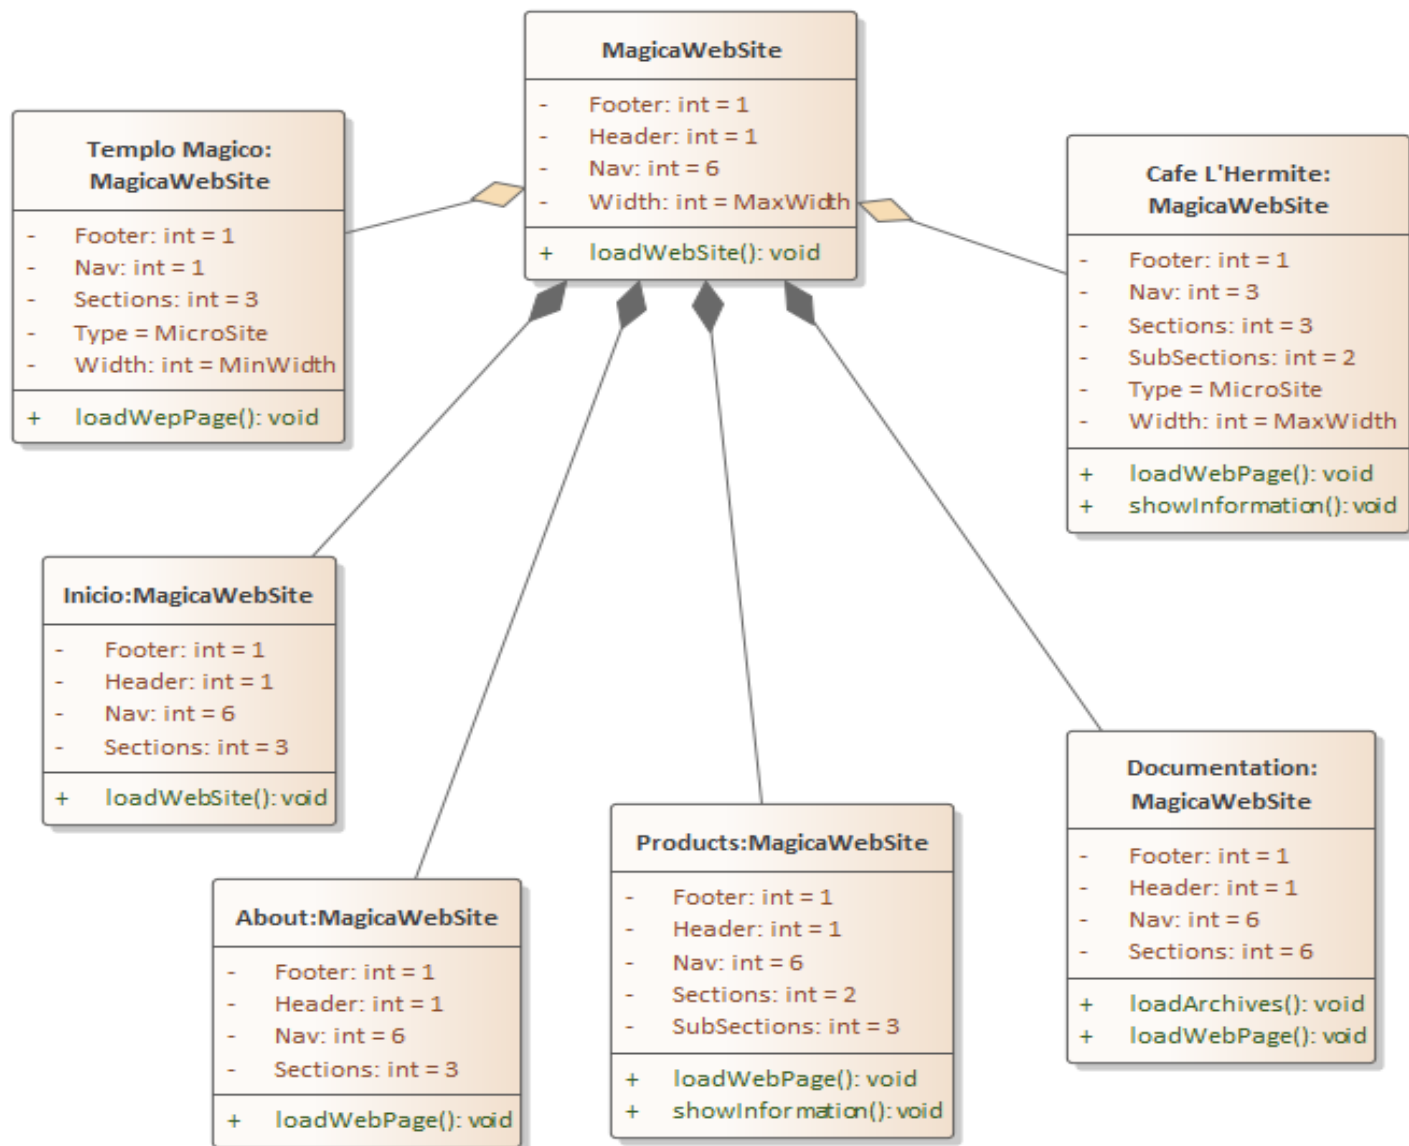 MagicaWebSite
- Footer: int = 1
- Header: int = 1
- Nav: int = 6
- Width: int = MaxWidth
+ loadWebSite(): void
Templo Magico:
MagicaWebSite
- Footer: int = 1
- Nav: int = 1
- Sections: int = 3
- Type = MicroSite
- Width: int = MinWidth
+ loadWepPage(): void
Cafe L'Hermite:
MagicaWebSite
- Footer: int = 1
- Nav: int = 3
- Sections: int = 3
- SubSections: int = 2
- Type = MicroSite
- Width: int = MaxWidth
+ loadWebPage(): void
+ showInformation(): void
Inicio:MagicaWebSite
- Footer: int = 1
- Header: int = 1
- Nav: int = 6
- Sections: int = 3
+ loadWebSite(): void
About:MagicaWebSite
- Footer: int = 1
- Header: int = 1
- Nav: int = 6
- Sections: int = 3
+ loadWebPage(): void
Products:MagicaWebSite
- Footer: int = 1
- Header: int = 1
- Nav: int = 6
- Sections: int = 2
- SubSections: int = 3
+ loadWebPage(): void
+ showInformation(): void
Documentation:
MagicaWebSite
- Footer: int = 1
- Header: int = 1
- Nav: int = 6
- Sections: int = 6
+ loadArchives(): void
+ loadWebPage(): void